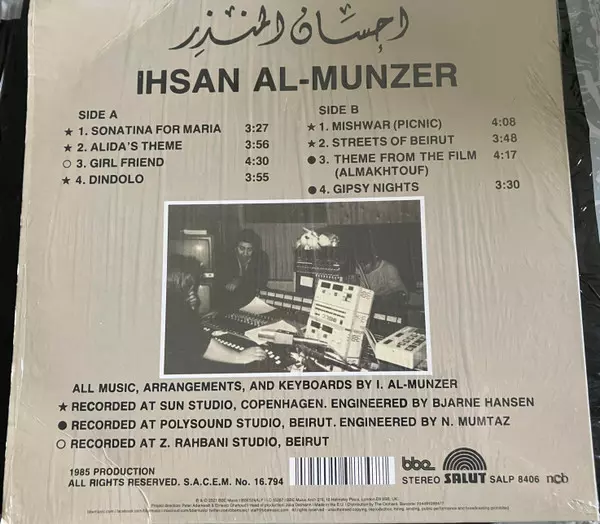 احسان المنذر
IHSAN AL-MUNZER
SIDE A
★ 1. SONATINA FOR MARIA 3:27
★ 2. ALIDA'S THEME 3:56
○ 3. GIRL FRIEND 4:30
★ 4. DINDOLO 3:55
SIDE B
★ 1. MISHWAR (PICNIC) 4:08
★ 2. STREETS OF BEIRUT 3:48
● 3. THEME FROM THE FILM 4:17
(ALMAKHTOUF)
● 4. GIPSY NIGHTS 3:30
ALL MUSIC, ARRANGEMENTS, AND KEYBOARDS BY I. AL-MUNZER
★ RECORDED AT SUN STUDIO, COPENHAGEN. ENGINEERED BY BJARNE HANSEN
● RECORDED AT POLYSOUND STUDIO, BEIRUT. ENGINEERED BY N. MUMTAZ
○ RECORDED AT Z. RAHBANI STUDIO, BEIRUT
1985 PRODUCTION
ALL RIGHTS RESERVED. S.A.C.E.M. No. 16.794
bbe
STEREO SALUT SALP 8406 ncb